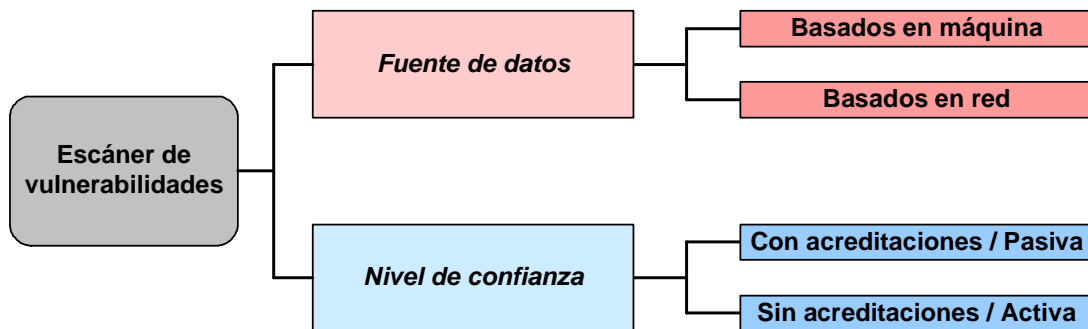 Escáner de
vulnerabilidades
Fuente de datos
Basados en máquina
Basados en red
Nivel de confianza
Con acreditaciones / Pasiva
Sin acreditaciones / Activa